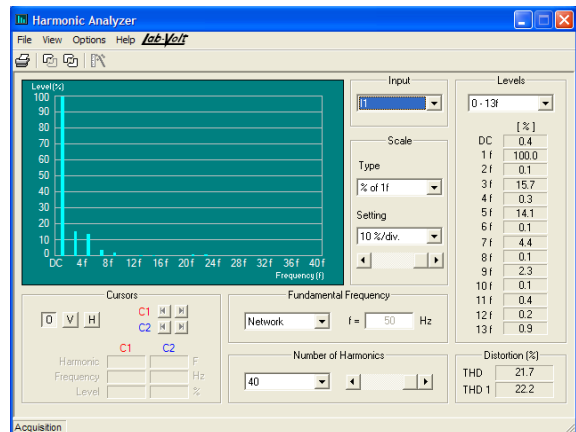 Harmonic Analyzer
File View Options Help Lab-Volt
Level(%)
100
90
80
70
60
50
40
30
20
10
0
DC 4f 8f 12f 16f 20f 24f 28f 32f 36f 40f
Frequency(f)
Input
I1
Scale
Type
% of 1f
Setting
10 %/div.
Levels
0 - 13f
[ % ]
DC 0.4
1 f 100.0
2 f 0.1
3 f 15.7
4 f 0.3
5 f 14.1
6 f 0.1
7 f 4.4
8 f 0.1
9 f 2.3
10 f 0.1
11 f 0.4
12 f 0.2
13 f 0.9
Cursors
O V H
C1
C2
C1 C2
Harmonic F
Frequency Hz
Level %
Fundamental Frequency
Network f = 50 Hz
Number of Harmonics
40
Distortion (%)
THD 21.7
THD 1 22.2
Acquisition